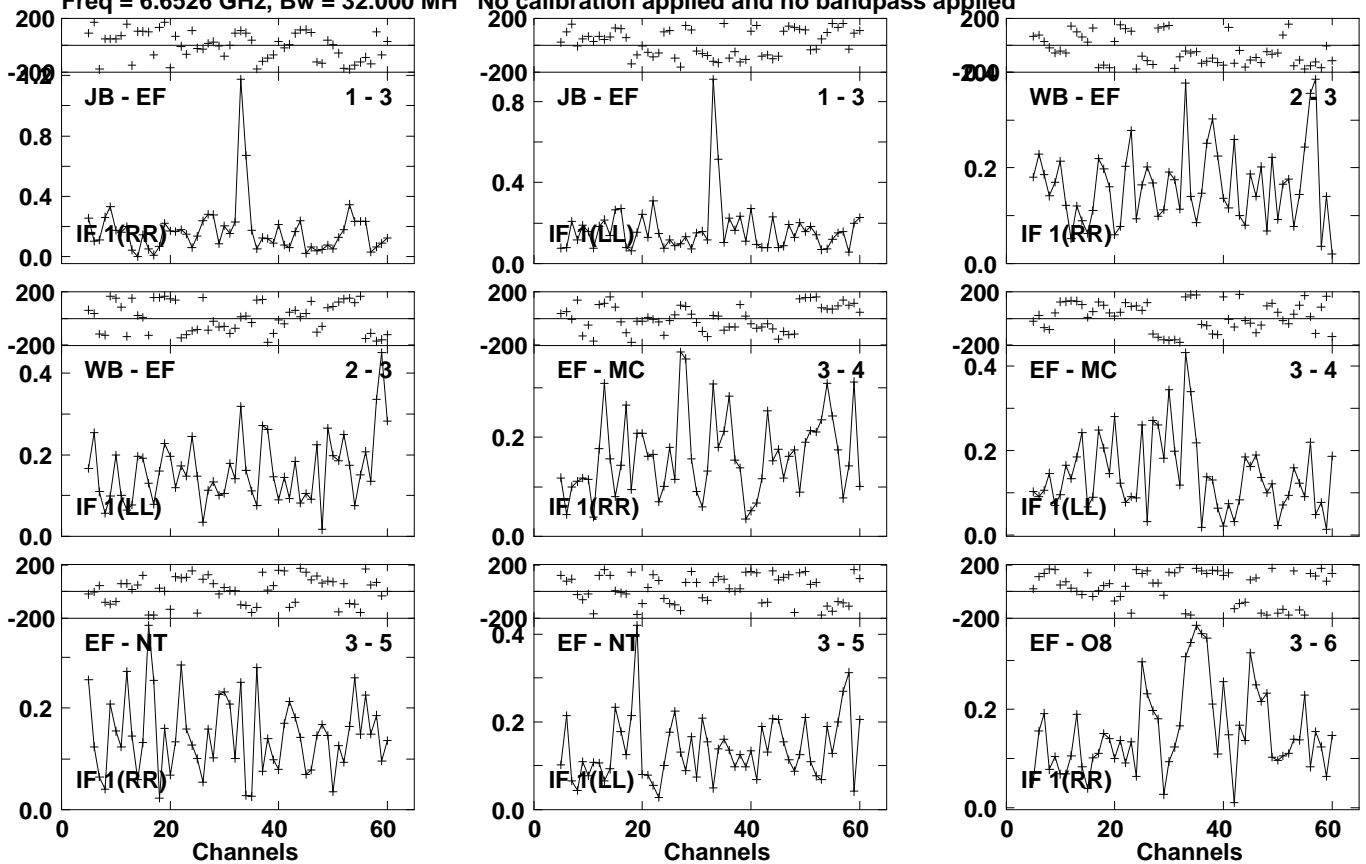 Freq = 6.6526 GHz, Bw = 32.000 MH No calibration applied and no bandpass applied
200 200 200
-200 -200 -200
1.2 0.4
JB - EF 1 - 3 JB - EF 1 - 3 WB - EF 2 - 3
0.8 0.8
0.4 0.4 0.2
IF 1(RR) IF 1(LL) IF 1(RR)
0.0 0.0 0.0
200 200 200
-200 -200 -200
WB - EF 2 - 3 EF - MC 3 - 4 EF - MC 3 - 4
0.4 0.4
0.2 0.2 0.2
IF 1(LL) IF 1(RR) IF 1(LL)
0.0 0.0 0.0
200 200 200
-200 -200 -200
EF - NT 3 - 5 EF - NT 3 - 5 EF - O8 3 - 6
0.4
0.2 0.2 0.2
IF 1(RR) IF 1(LL) IF 1(RR)
0.0 0.0 0.0
0 20 40 60 0 20 40 60 0 20 40 60
Channels Channels Channels